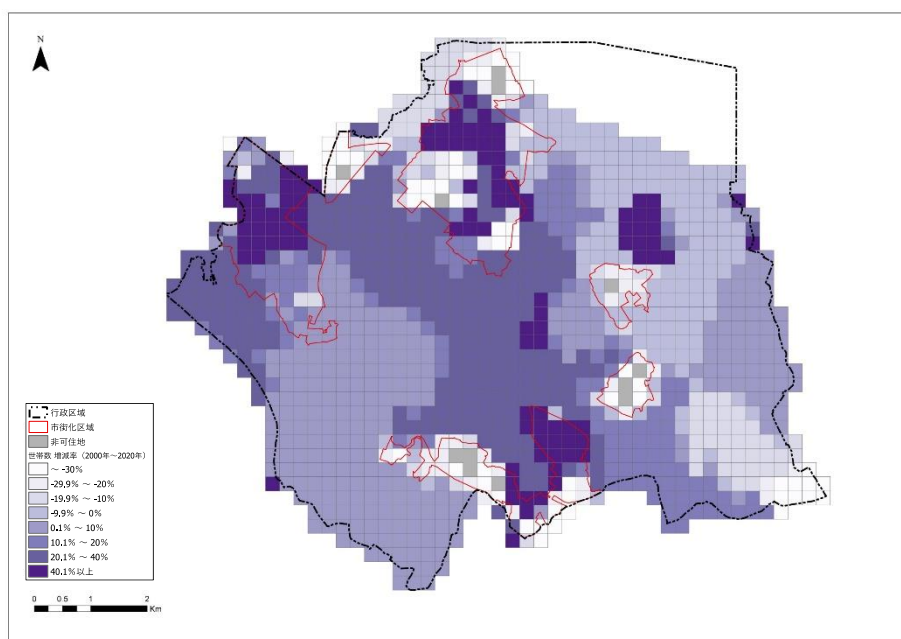 N
行政区域
市街化区域
非可住地
世帯数 増減率（2000年～2020年）
～ -30%
-29,9% ～ -20%
-19.9% ～ -10%
-9.9% ～ 0%
0.1% ～ 10%
10.1% ～ 20%
20.1% ～ 40%
40.1%以上
0 0.5 1 2
Km